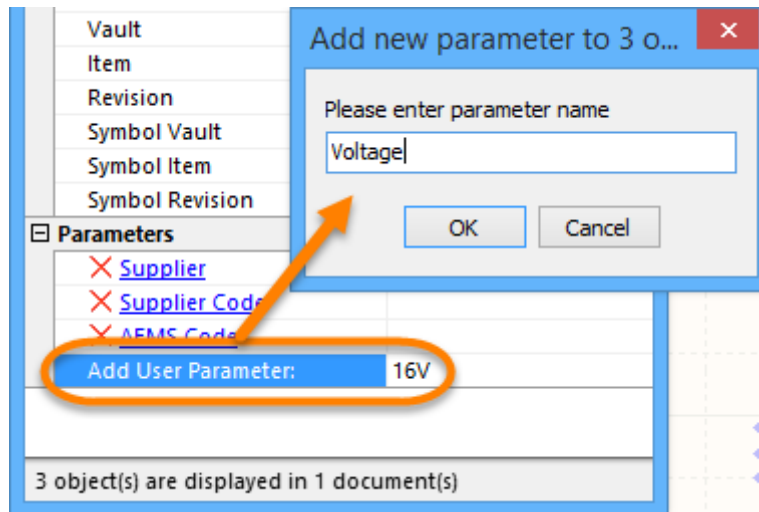 Vault
Item
Revision
Symbol Vault
Symbol Item
Symbol Revision
Parameters
Supplier
Supplier Code
AEMS Code
Add User Parameter: 16V
3 object(s) are displayed in 1 document(s)
Add new parameter to 3 o...
Please enter parameter name
Voltage
OK Cancel